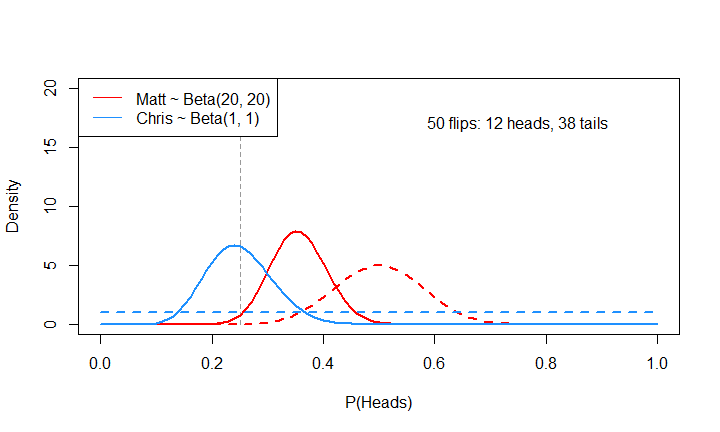 Matt ~ Beta(20, 20)
Chris ~ Beta(1, 1)
50 flips: 12 heads, 38 tails
Density
20
15
10
5
0
0.0 0.2 0.4 0.6 0.8 1.0
P(Heads)